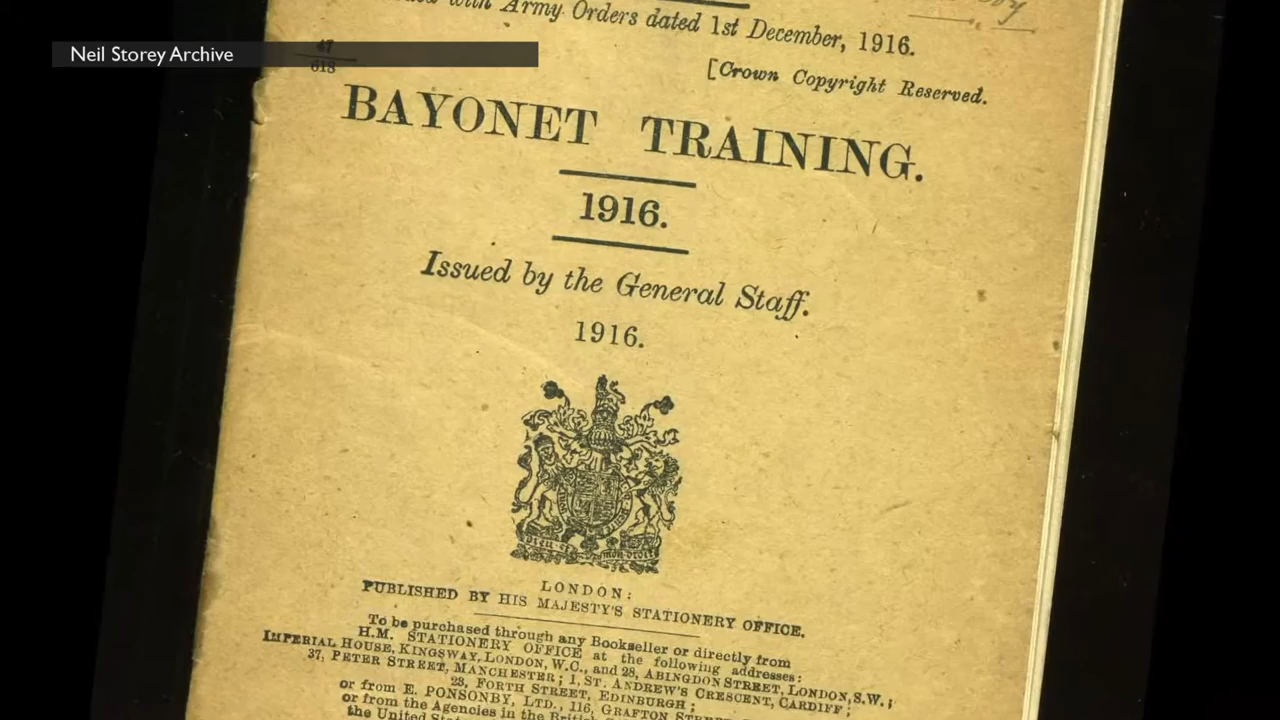 with Army Orders dated 1st December, 1916.
Neil Storey Archive
47
618
[Crown Copyright Reserved.
BAYONET TRAINING.
1916.
Issued by the General Staff.
1916.
LONDON:
PUBLISHED BY HIS MAJESTY'S STATIONERY OFFICE.
To be purchased through any Bookseller or directly from
H.M. STATIONERY OFFICE at the following addresses:
IMPERIAL HOUSE, KINGSWAY, LONDON, W.C., and 28, ABINGDON STREET, LONDON, S.W.;
37, PETER STREET, MANCHESTER; 1, ST. ANDREW'S CRESCENT, CARDIFF;
23, FORTH STREET, EDINBURGH;
or from E. PONSONBY, LTD., 116, GRAFTON
or from the Agencies in the
the United